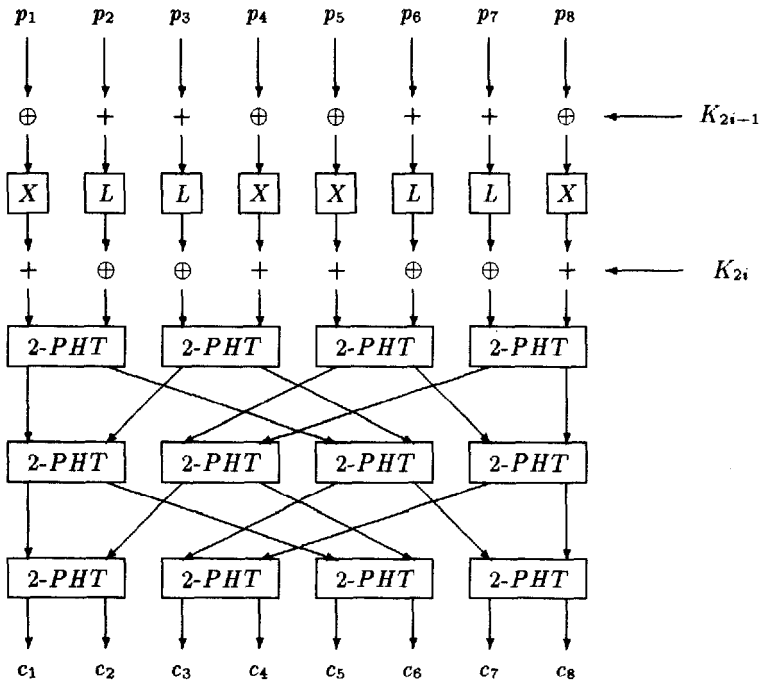 p₁ p₂ p₃ p₄ p₅ p₆ p₇ p₈
⊕ + + ⊕ ⊕ + + ⊕ K₂ᵢ₋₁
X L L X X L L X
+ ⊕ ⊕ + + ⊕ ⊕ + K₂ᵢ
2-PHT 2-PHT 2-PHT 2-PHT
2-PHT 2-PHT 2-PHT 2-PHT
2-PHT 2-PHT 2-PHT 2-PHT
c₁ c₂ c₃ c₄ c₅ c₆ c₇ c₈